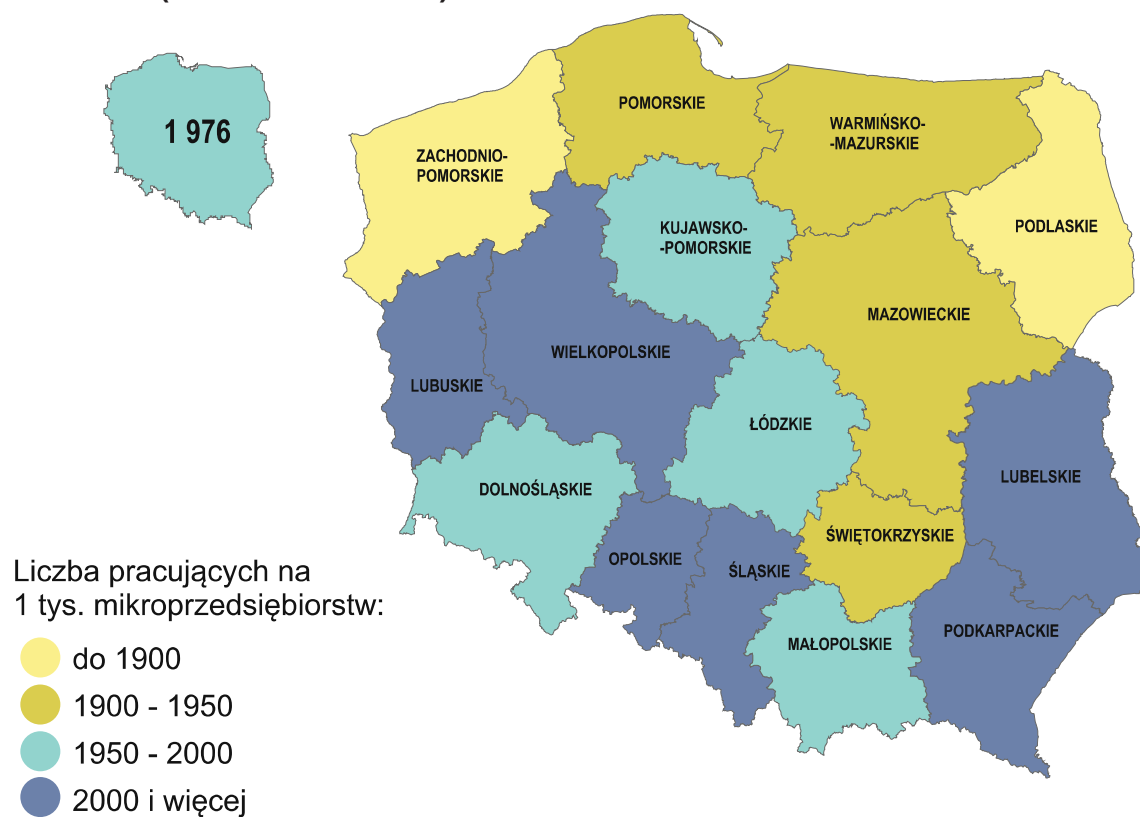 POMORSKIE
WARMIŃSKO-
-MAZURSKIE
1 976
ZACHODNIO-
POMORSKIE
KUJAWSKO-
-POMORSKIE
PODLASKIE
MAZOWIECKIE
WIELKOPOLSKIE
LUBUSKIE
ŁÓDZKIE
LUBELSKIE
DOLNOŚLĄSKIE
ŚWIĘTOKRZYSKIE
OPOLSKIE
ŚLĄSKIE
PODKARPACKIE
MAŁOPOLSKIE
Liczba pracujących na
1 tys. mikroprzedsiębiorstw:
do 1900
1900 - 1950
1950 - 2000
2000 i więcej